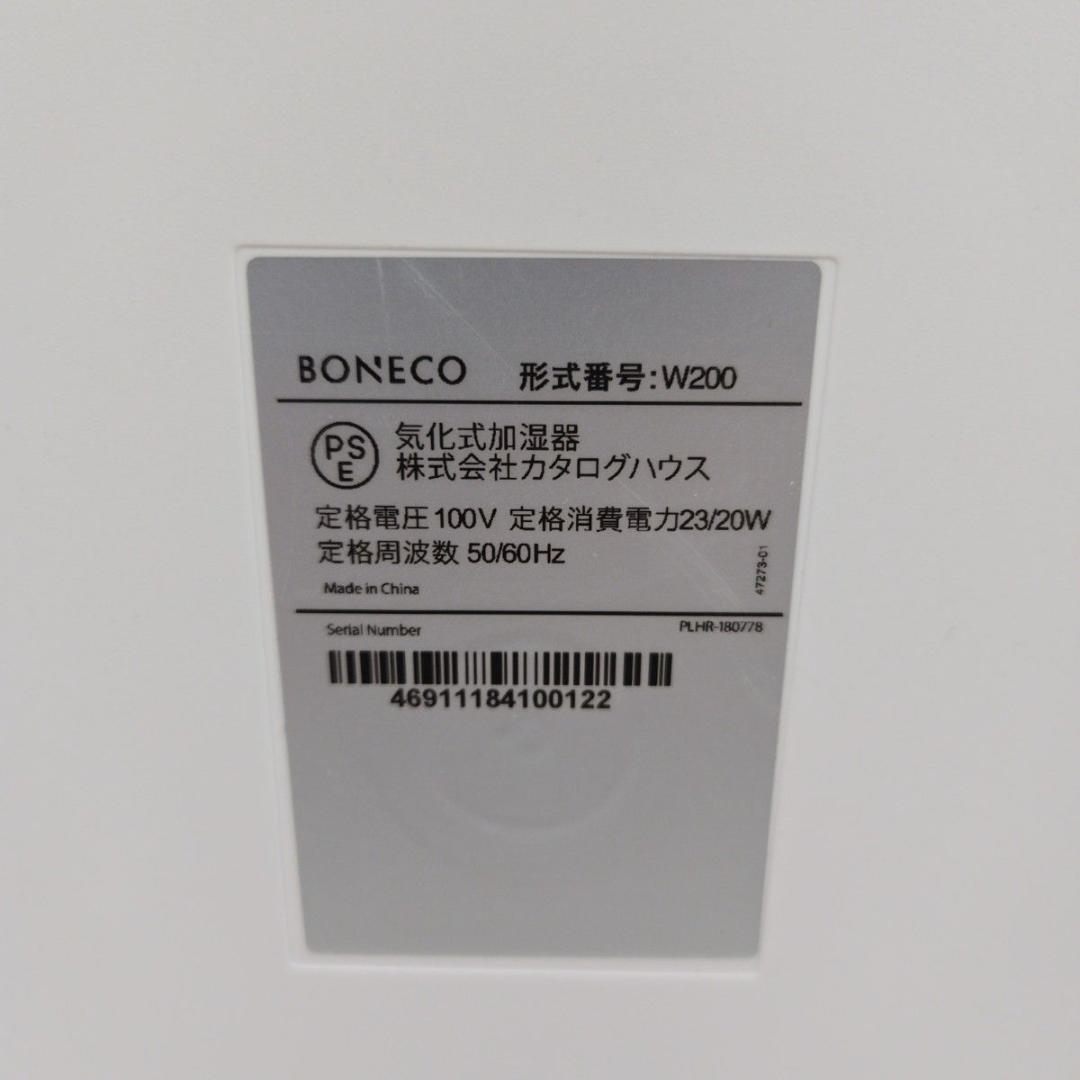 BONECO 形式番号:W200
PSE 気化式加湿器
株式会社カタログハウス
定格電圧100V 定格消費電力23/20W
定格周波数 50/60Hz
47273-01
Made in China
Serial Number PLHR-180778
46911184100122